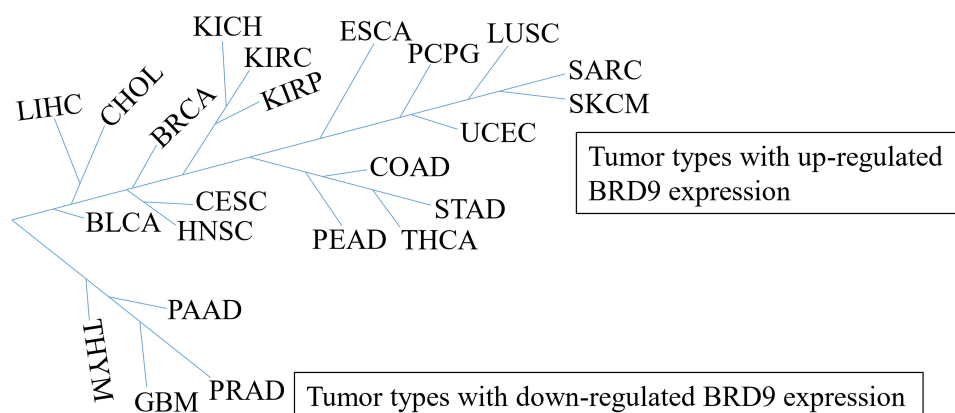 KICH
ESCA
LUSC
KIRC
PCPG
SARC
LIHC
CHOL
BRCA
KIRP
SKCM
UCEC
Tumor types with up-regulated
BRD9 expression
COAD
BLCA
CESC
HNSC
STAD
PEAD
THCA
PAAD
THYM
GBM
PRAD
Tumor types with down-regulated BRD9 expression